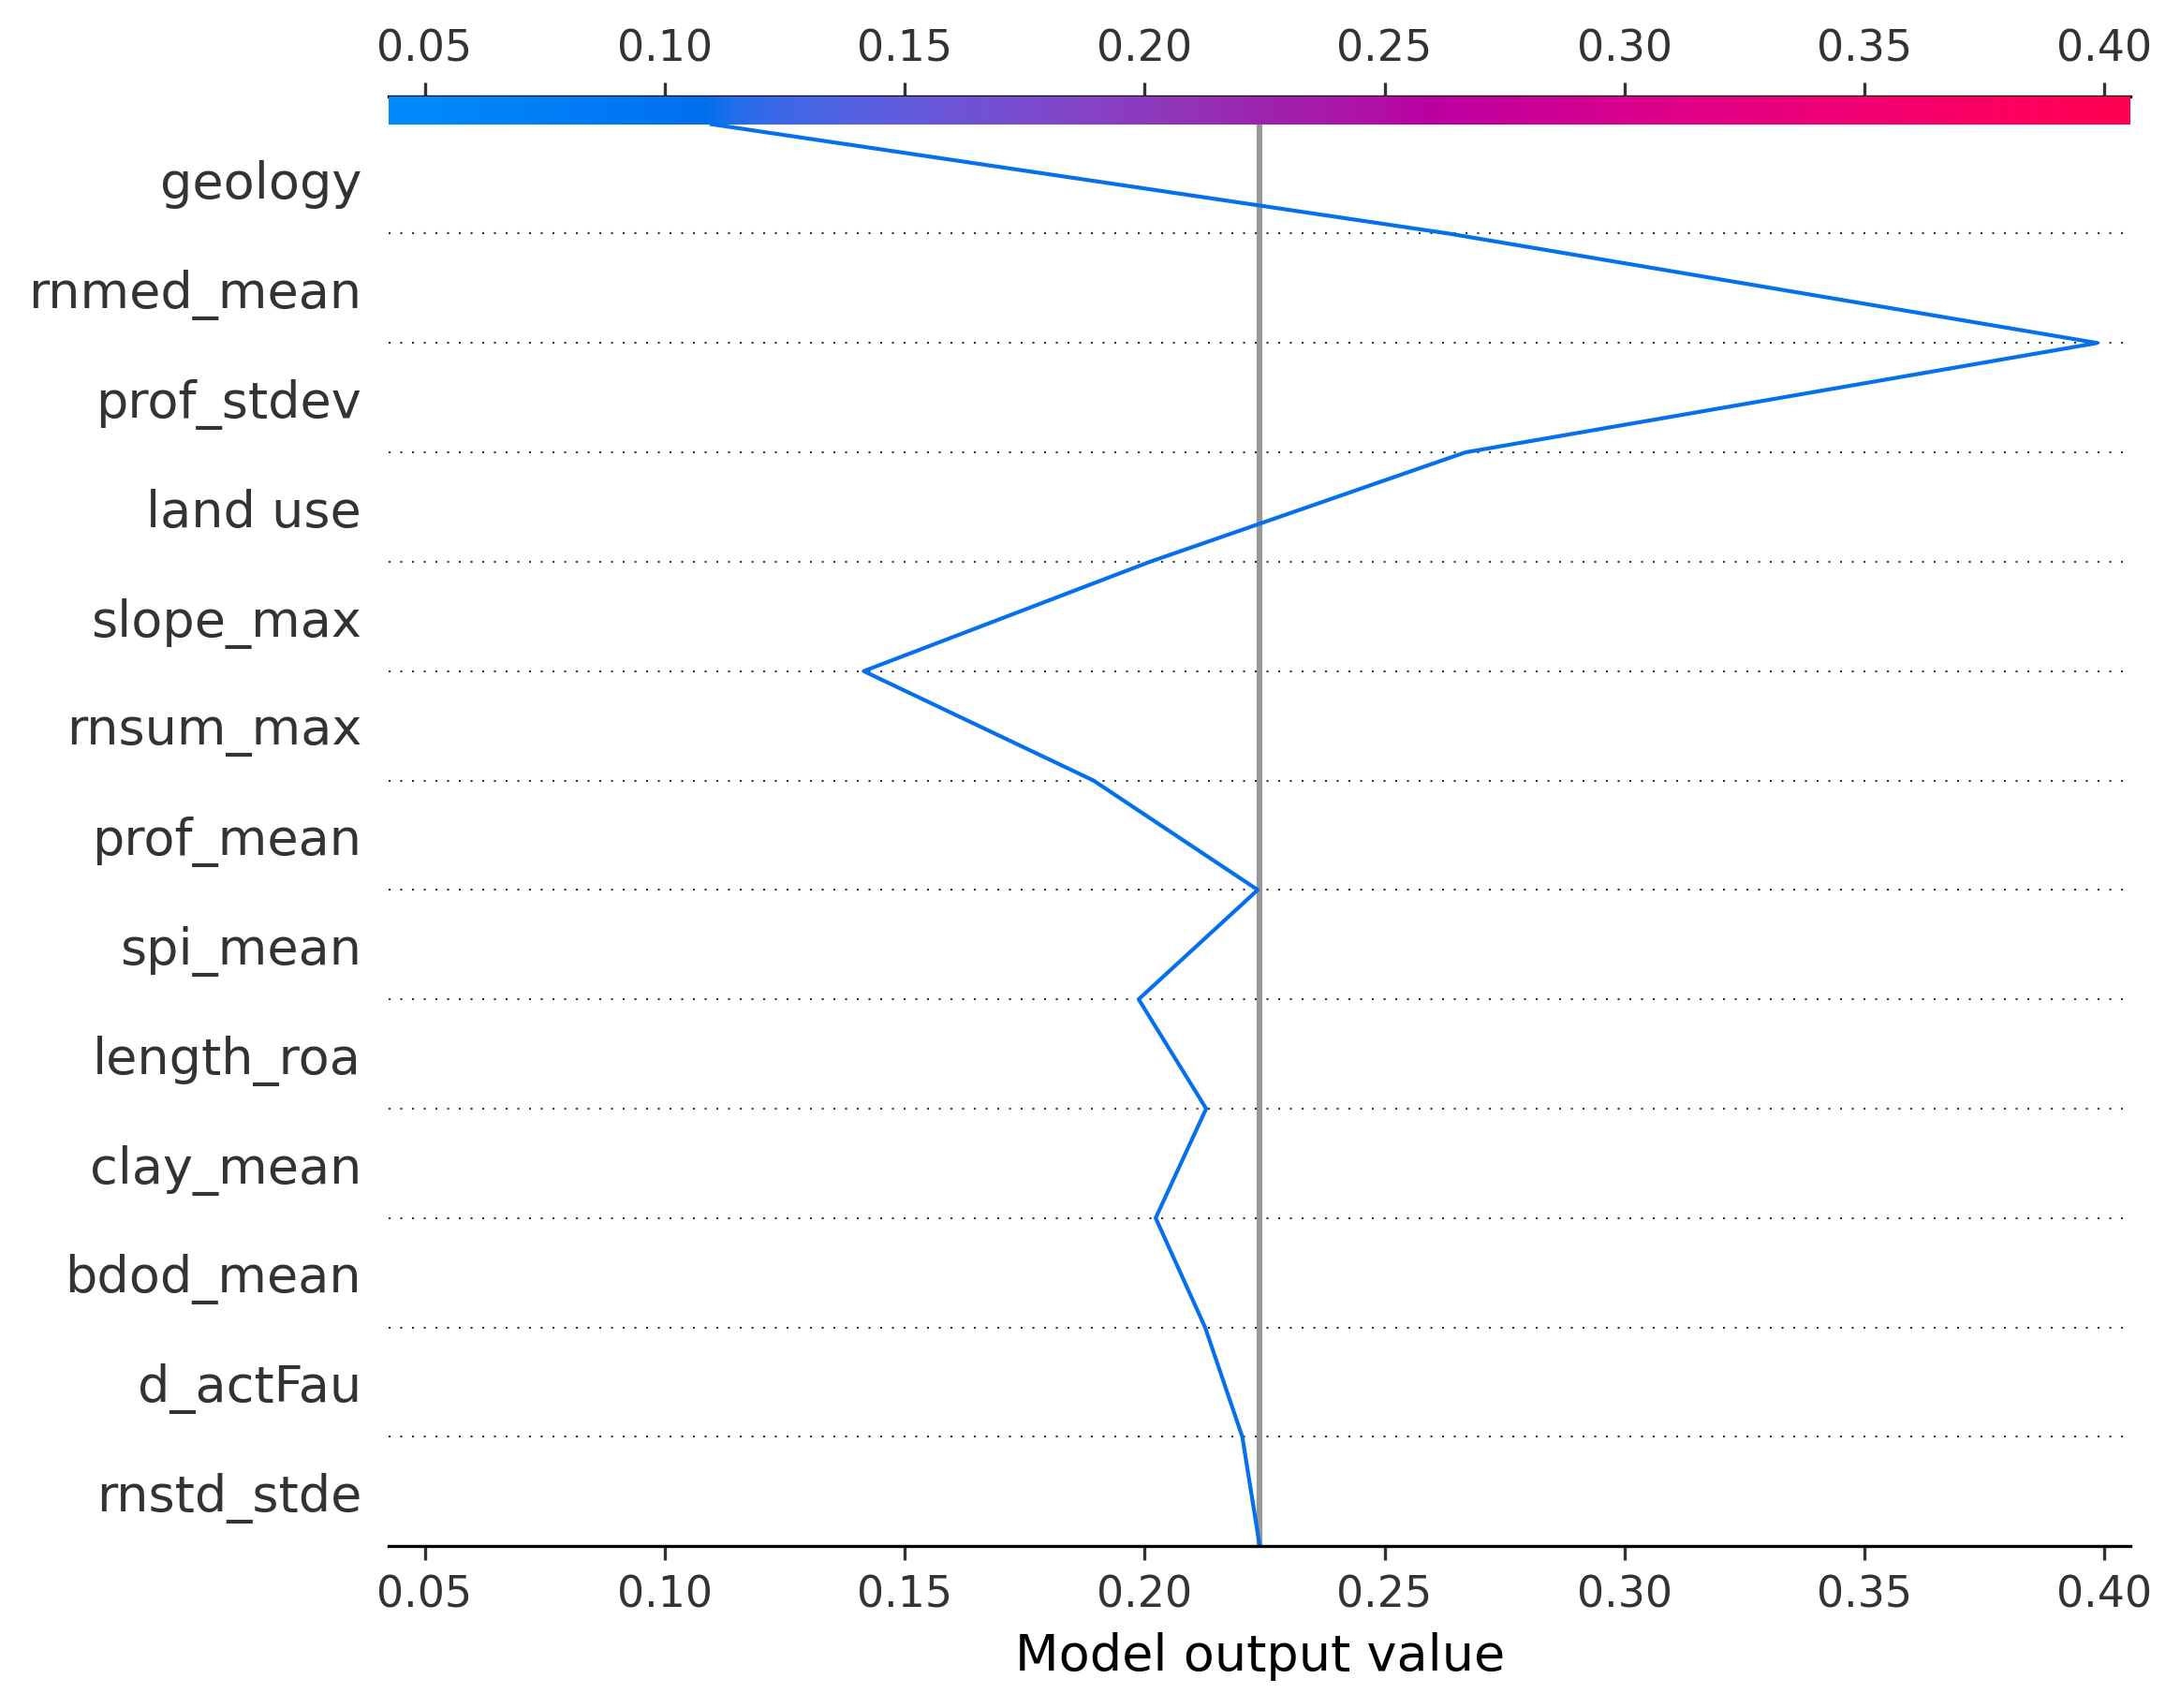 0.05 0.10 0.15 0.20 0.25 0.30 0.35 0.40
geology
rnmed_mean
prof_stdev
land use
slope_max
rnsum_max
prof_mean
spi_mean
length_roa
clay_mean
bdod_mean
d_actFau
rnstd_stde
0.05 0.10 0.15 0.20 0.25 0.30 0.35 0.40
Model output value